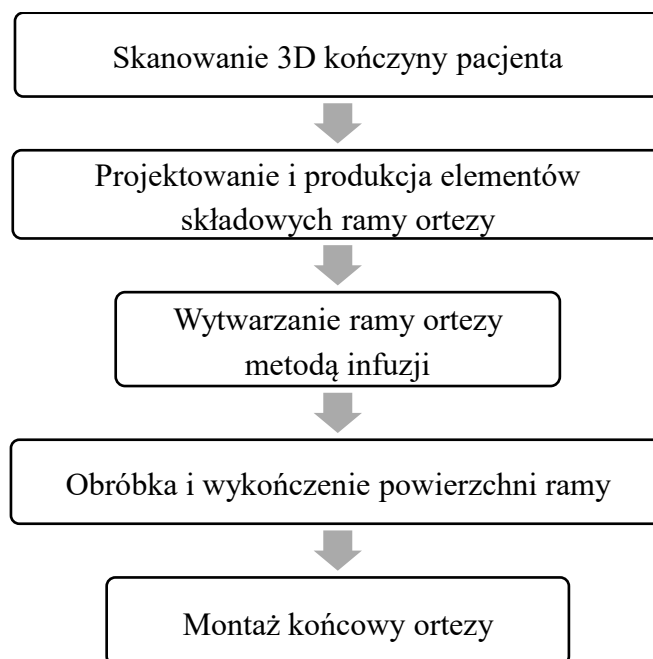 Skanowanie 3D kończyny pacjenta
Projektowanie i produkcja elementów
składowych ramy ortezy
Wytwarzanie ramy ortezy
metodą infuzji
Obróbka i wykończenie powierzchni ramy
Montaż końcowy ortezy